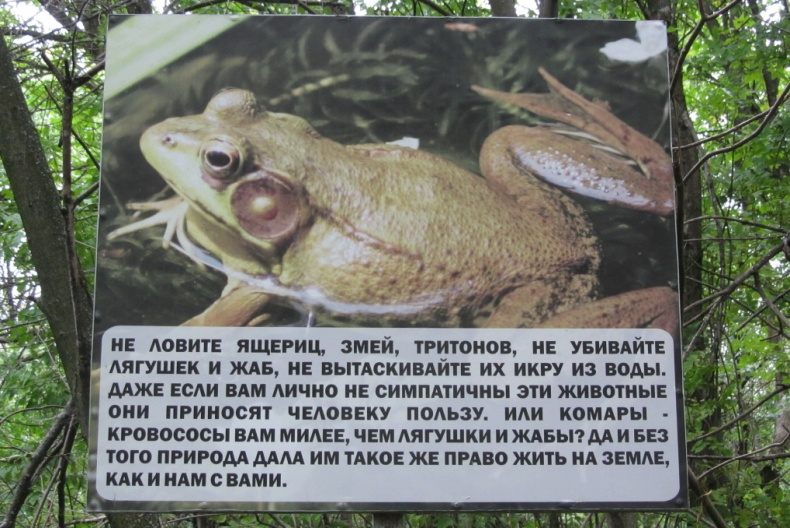 НЕ ЛОВИТЕ ЯЩЕРИЦ, ЗМЕЙ, ТРИТОНОВ, НЕ УБИВАЙТЕ
ЛЯГУШЕК И ЖАБ, НЕ ВЫТАСКИВАЙТЕ ИХ ИКРУ ИЗ ВОДЫ.
ДАЖЕ ЕСЛИ ВАМ ЛИЧНО НЕ СИМПАТИЧНЫ ЭТИ ЖИВОТНЫЕ
ОНИ ПРИНОСЯТ ЧЕЛОВЕКУ ПОЛЬЗУ. ИЛИ КОМАРЫ -
КРОВОСОСЫ ВАМ МИЛЕЕ, ЧЕМ ЛЯГУШКИ И ЖАБЫ? ДА И БЕЗ
ТОГО ПРИРОДА ДАЛА ИМ ТАКОЕ ЖЕ ПРАВО ЖИТЬ НА ЗЕМЛЕ,
КАК И НАМ С ВАМИ.